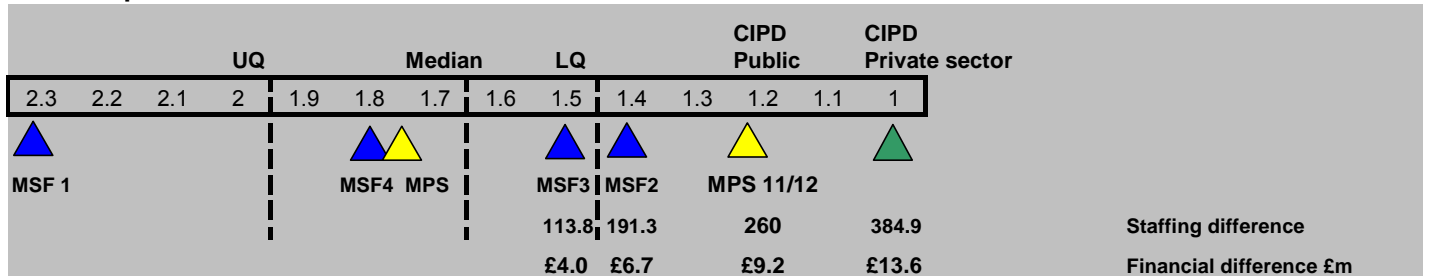 CIPD CIPD
UQ Median LQ Public Private sector
2.3 2.2 2.1 2 1.9 1.8 1.7 1.6 1.5 1.4 1.3 1.2 1.1 1
MSF 1 MSF4 MPS MSF3 MSF2 MPS 11/12
113.8 191.3 260 384.9 Staffing difference
£4.0 £6.7 £9.2 £13.6 Financial difference £m